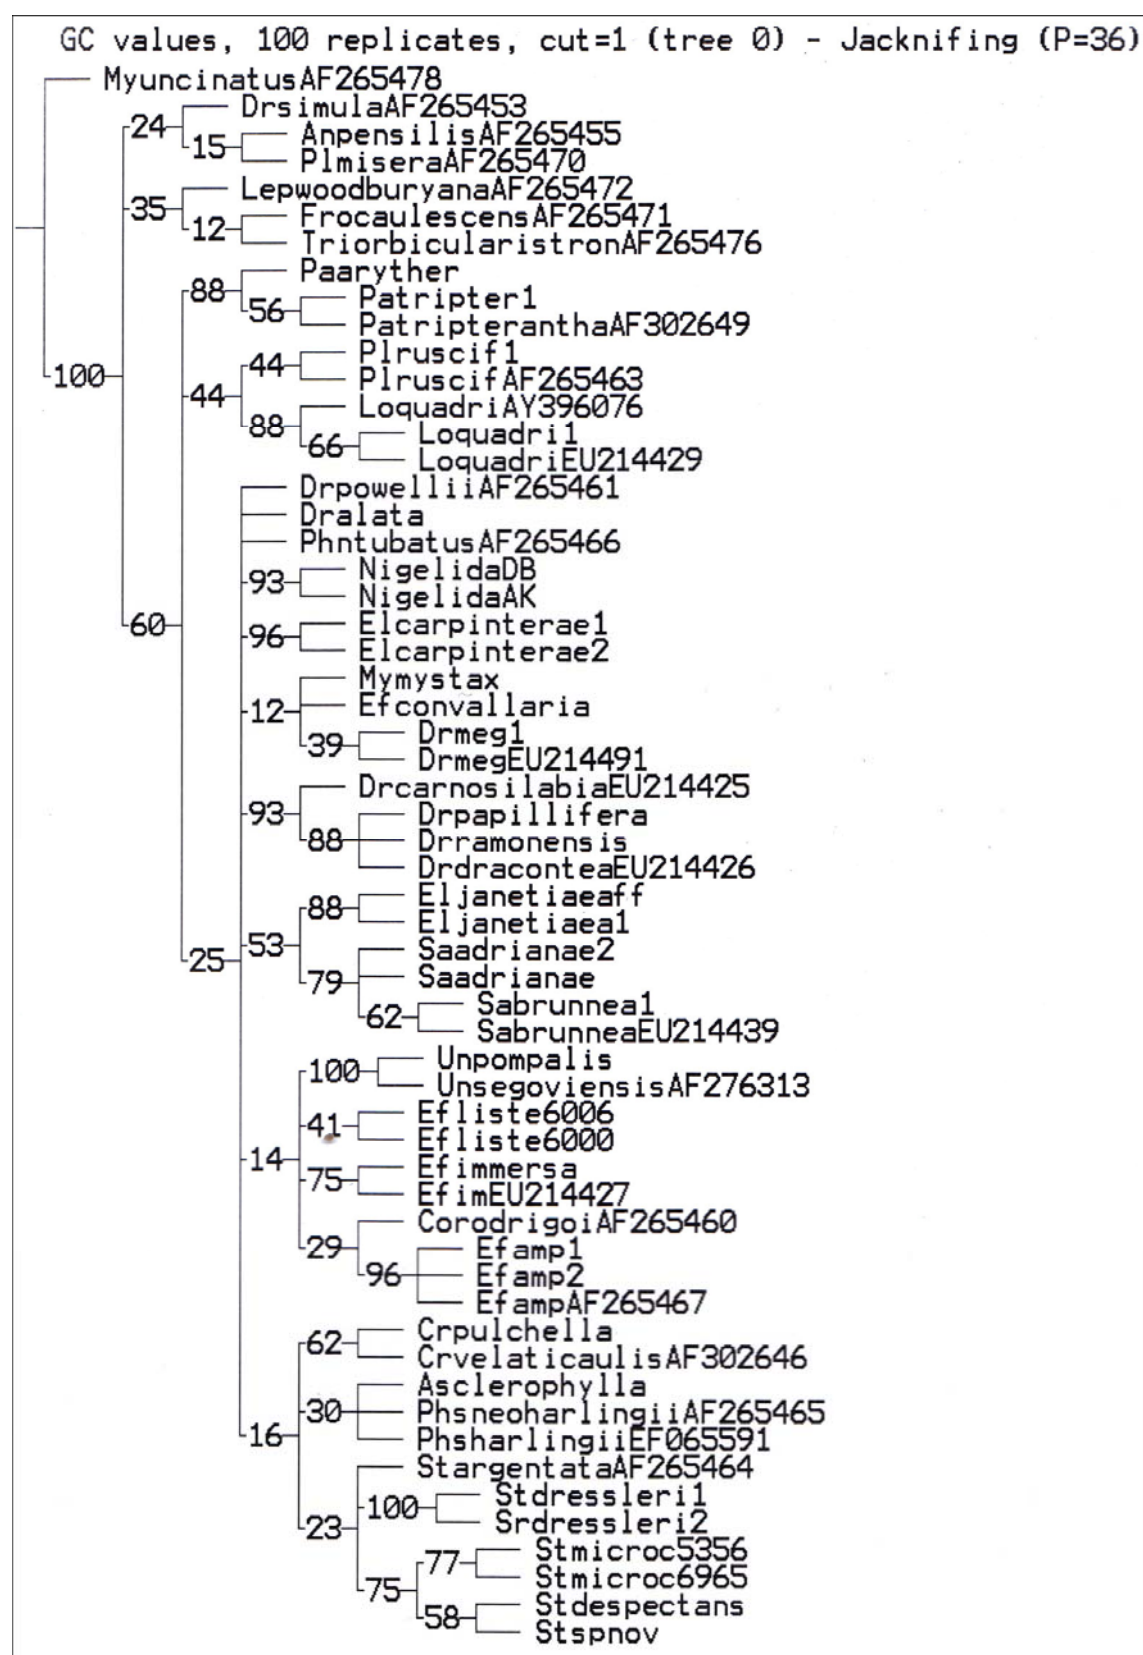 GC values, 100 replicates, cut=1 (tree 0) - Jacknifing (P=36)
MyuncinatusAF265478
DrsimulaAF265453
24
AnpensilisAF265455
15
PlmiseraAF265470
LepwoodburyanaAF265472
35
FrocaulescensAF265471
12
TriorbicularistronAF265476
Paaryther
88
Patripter1
56
PatripteranthaAF302649
Plruscif1
44
100
PlruscifAF265463
44
LoquadriAY396076
88
Loquadri1
66
LoquadriEU214429
DrpowelliiAF265461
Dralata
PhntubatusAF265466
NigelidaDB
93
NigelidaAK
Elcarpinterae1
60
96
Elcarpinterae2
Mymystax
Efconvallaria
12
Drmeg1
39
DrmegEU214491
DrcarnosilabiaEU214425
93
Drpapillifera
Drramonensis
88
DrdraconteaEU214426
Eljanetiaeaff
88
Eljanetiaea1
53
Saadrianae2
25
Saadrianae
79
Sabrunnea1
62
SabrunneaEU214439
Unpompalis
100
UnsegoviensisAF276313
Efliste6006
41
Efliste6000
14
Efimmersa
75
EfimEU214427
CorodrigoiAF265460
29
Efamp1
Efamp2
96
EfampAF265467
Crpulchella
62
CrvelaticaulisAF302646
Asclerophylla
PhsneoharlingiiAF265465
30
16
PhsharlingiiEF065591
StargentataAF265464
Stdressleri1
100
Srdressleri2
23
Stmicroc5356
77
Stmicroc6965
75
Stdespectans
58
Stspnov